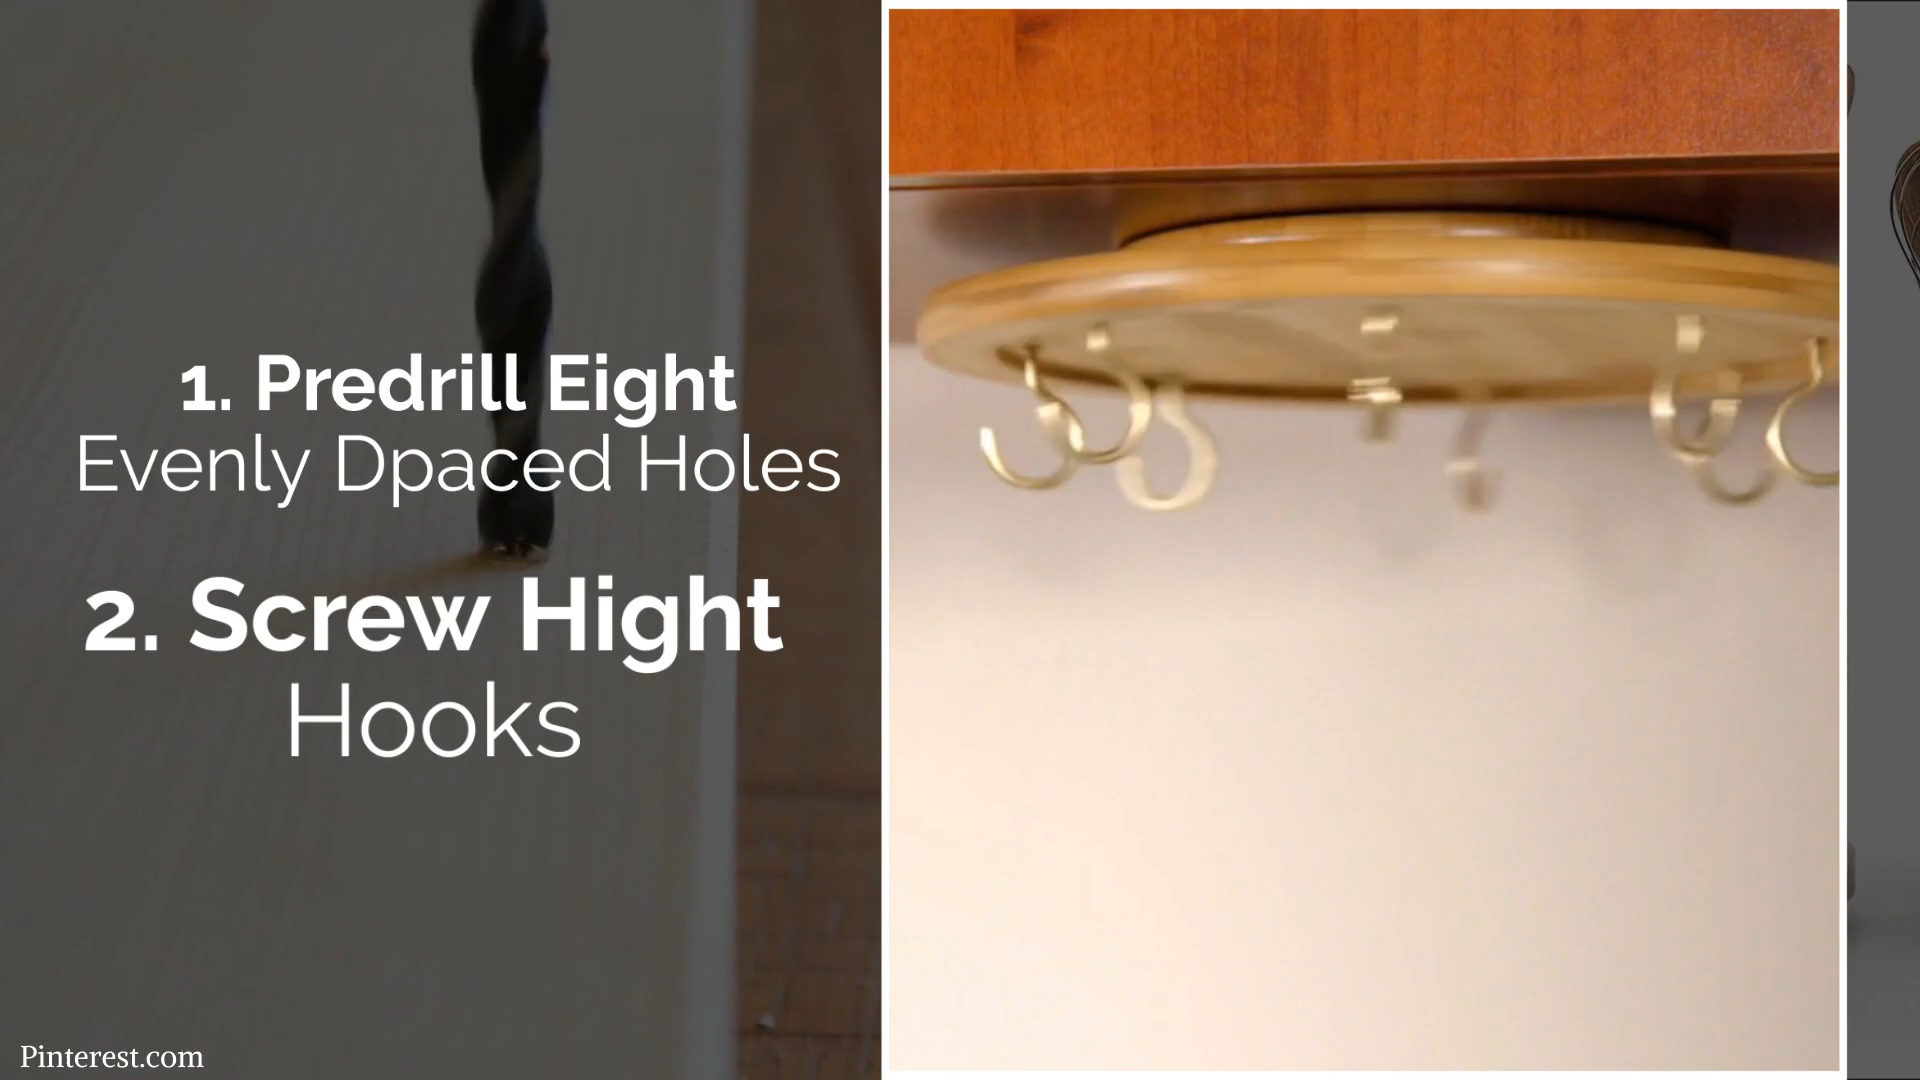 1. Predrill Eight
Evenly Dpaced Holes
2. Screw Hight
Hooks
Pinterest.com